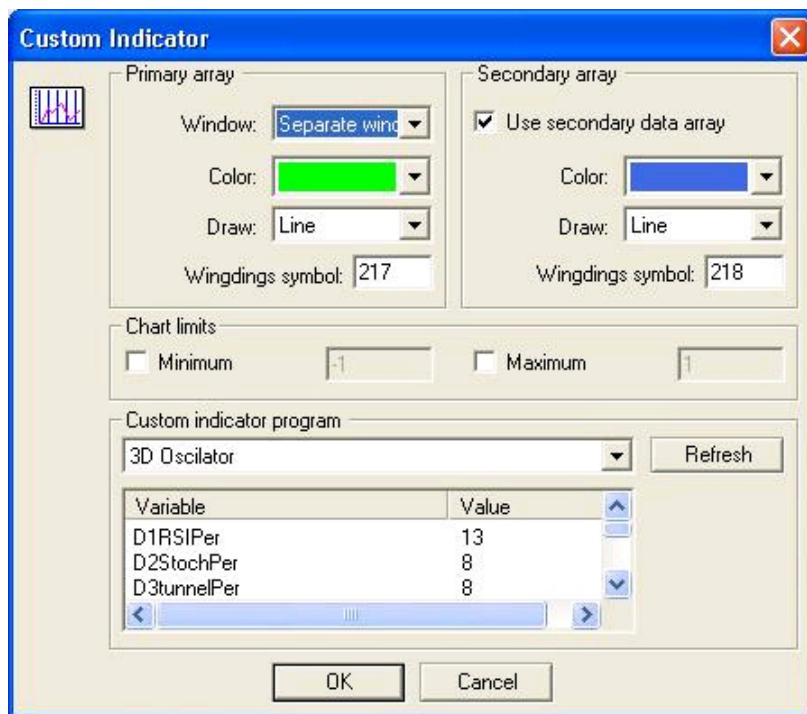 Custom Indicator
Primary array
Window: Separate wind
Color:
Draw: Line
Wingdings symbol: 217
Secondary array
Use secondary data array
Color:
Draw: Line
Wingdings symbol: 218
Chart limits
Minimum -1
Maximum 1
Custom indicator program
3D Oscilator
Refresh
Variable Value
D1RSIPer 13
D2StochPer 8
D3tunnelPer 8
OK Cancel